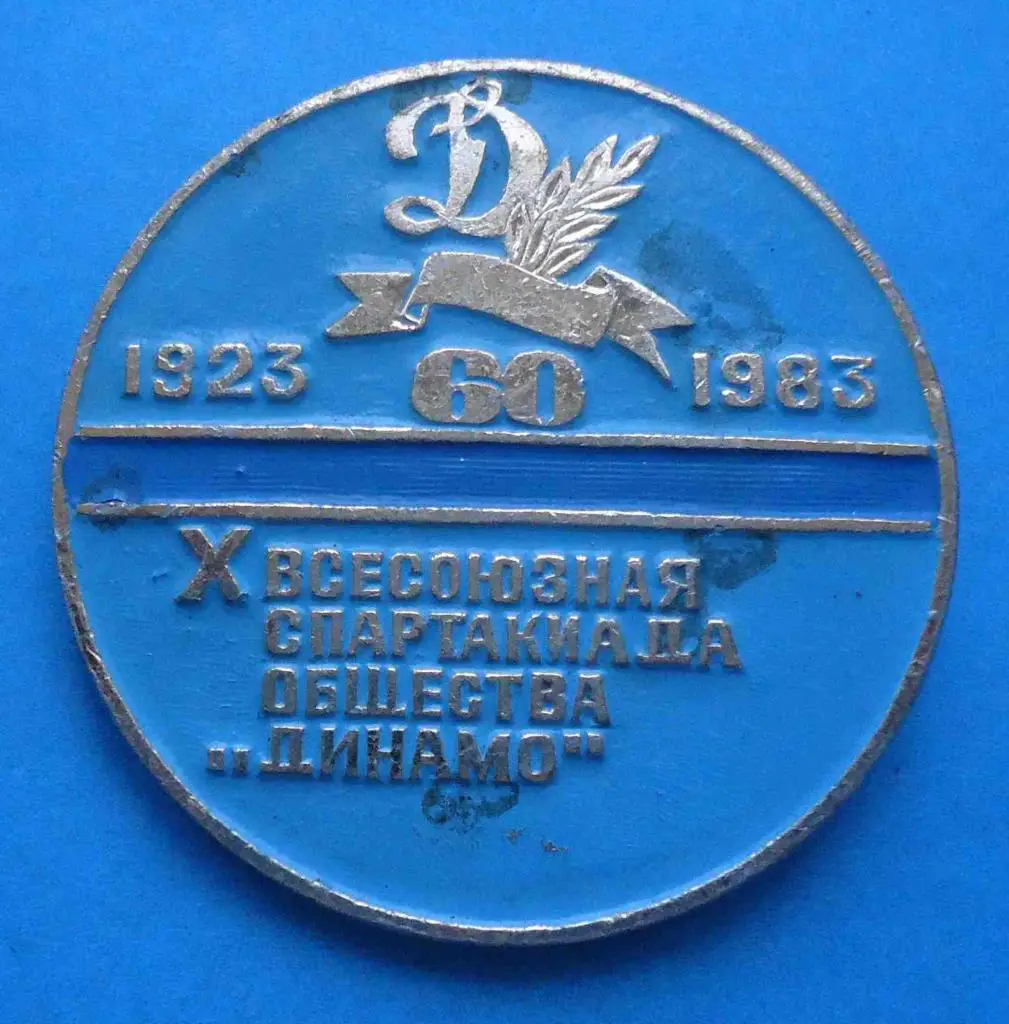 Д
1923 60 1983
X ВСЕСОЮЗНАЯ
СПАРТАКИАДА
ОБЩЕСТВА
„ДИНАМО"